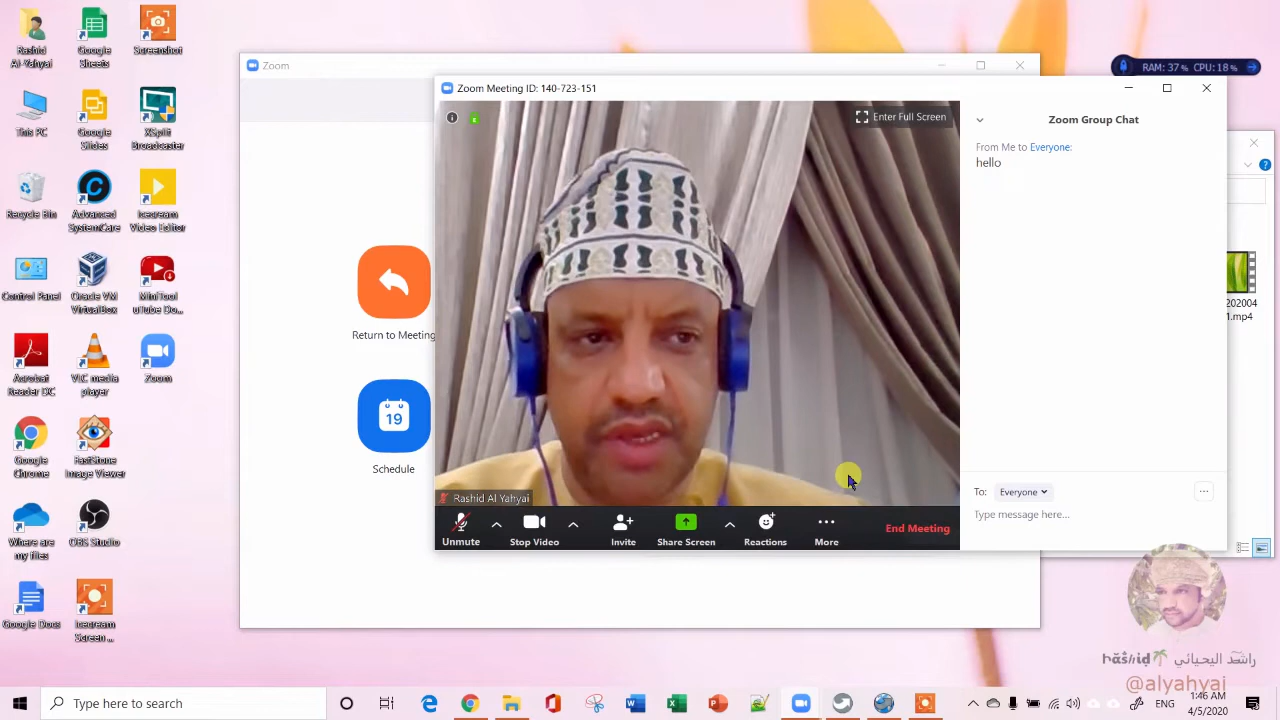 Rashid
Al-Yahyai
Google
Sheets
Screenshot
This PC
Google
Slides
XSplit
Broadcaster
Recycle Bin
Advanced
SystemCare
Icecream
Video Editor
Control Panel
Oracle VM
VirtualBox
MiniTool
uTube Do...
Acrobat
Reader DC
VLC media
player
Zoom
Google
Chrome
FastStone
Image Viewer
Where are
my files
OBS Studio
Google Docs
Icecream
Screen ...
Zoom
RAM: 37 % CPU:18 %
Zoom Meeting ID: 140-723-151
Enter Full Screen
Zoom Group Chat
From Me to Everyone:
hello
Return to Meeting
19
Schedule
202004
1.mp4
Rashid Al Yahyai
To: Everyone
Type message here...
Unmute
Stop Video
Invite
Share Screen
Reactions
More
End Meeting
راشد اليحيائي
@alyahyai
Type here to search
ENG
1:46 AM
4/5/2020